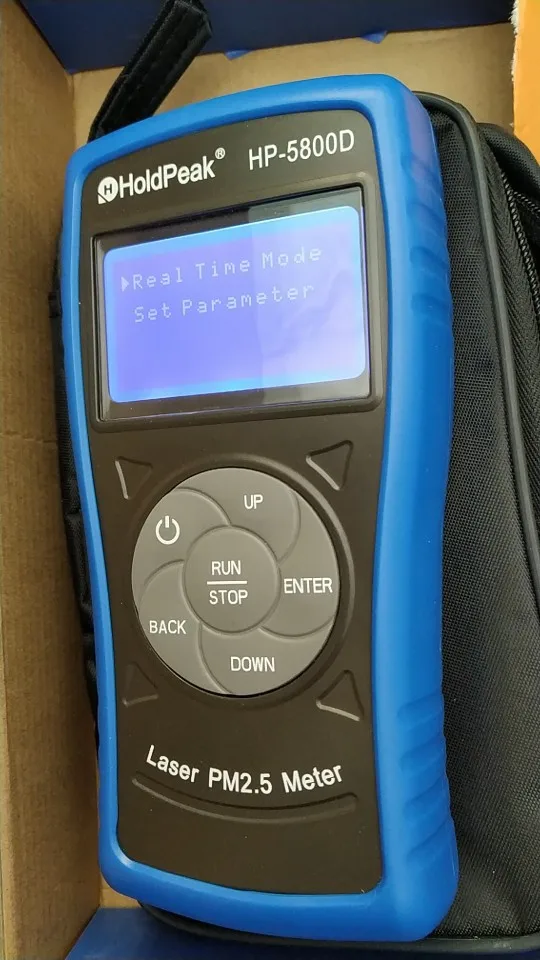 HoldPeak® HP-5800D
▶Real Time Mode
Set Parameter
UP
RUN
STOP
ENTER
BACK
DOWN
Laser PM2.5 Meter